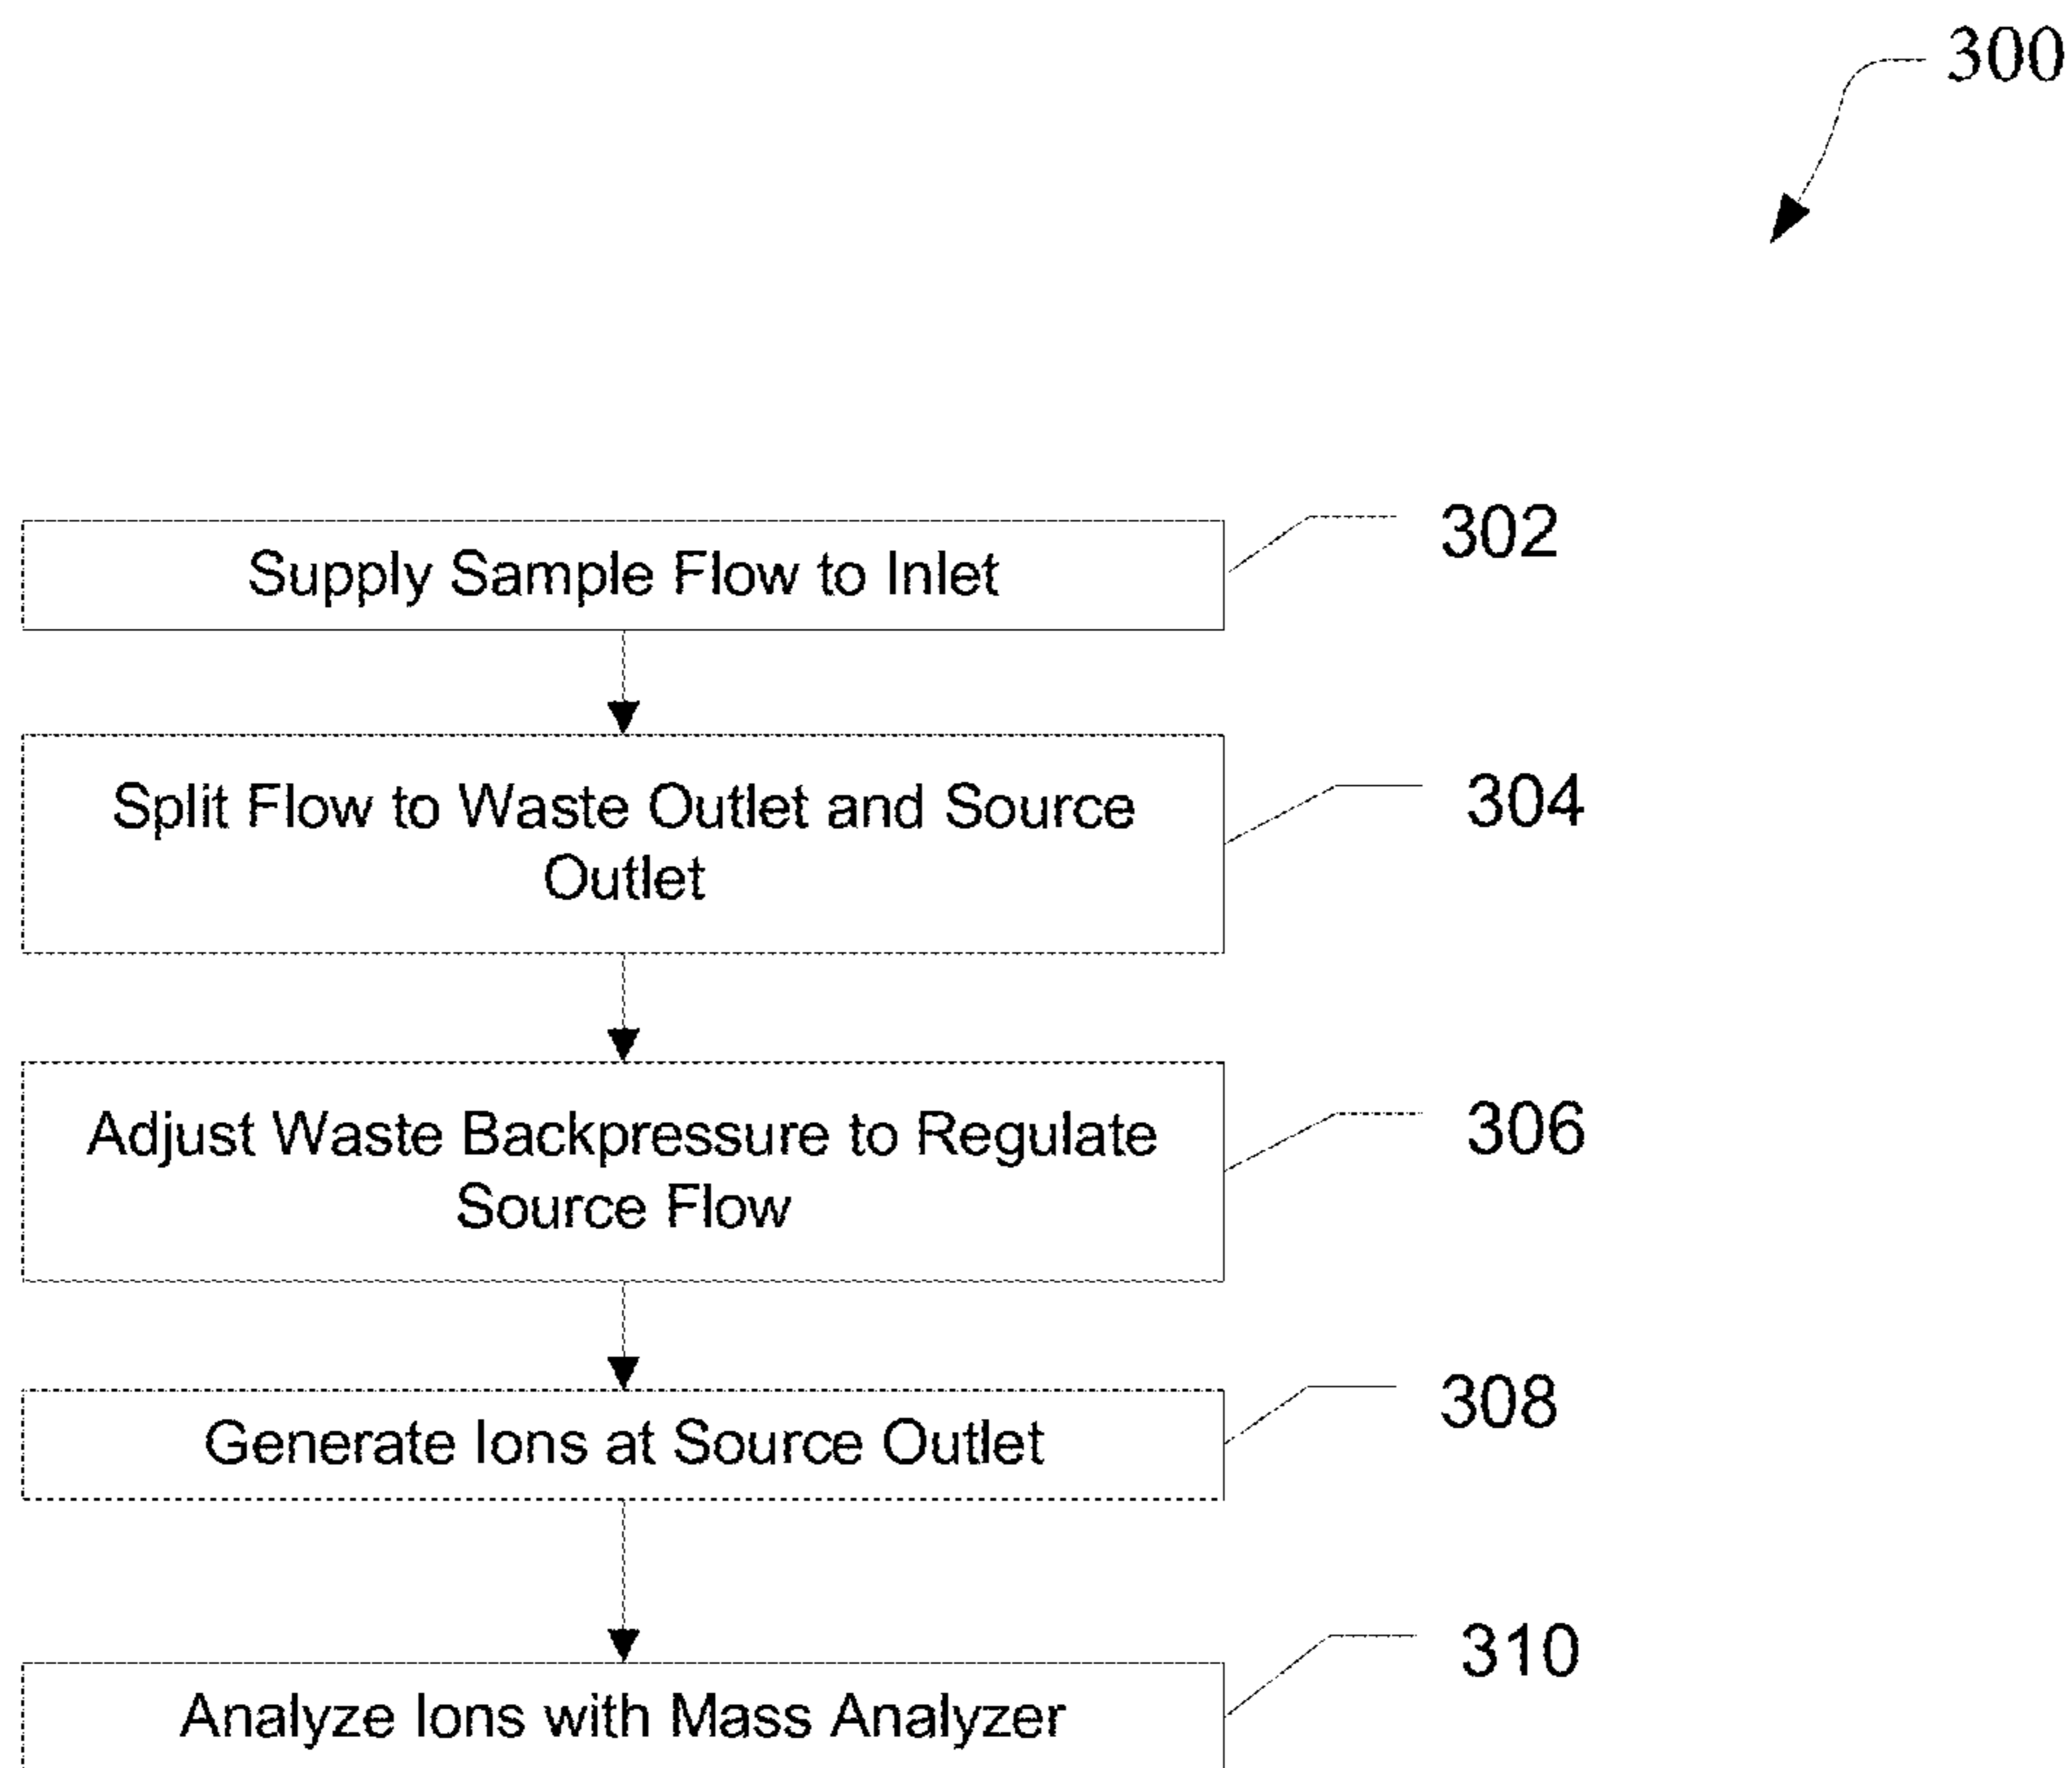 300
Supply Sample Flow to Inlet
302
Split Flow to Waste Outlet and Source
Outlet
304
Adjust Waste Backpressure to Regulate
Source Flow
306
Generate Ions at Source Outlet
308
Analyze Ions with Mass Analyzer
310